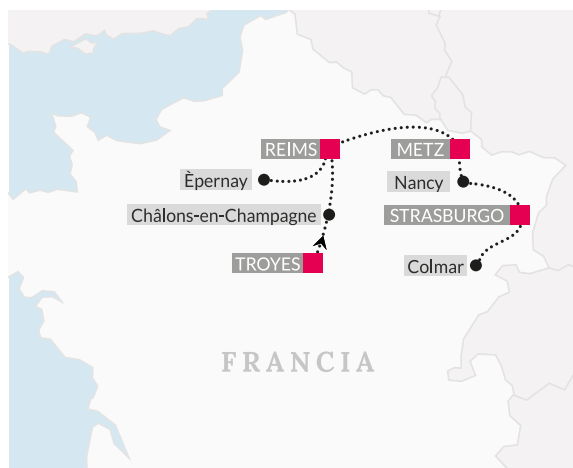 REIMS
METZ
Èpernay
Nancy
Châlons-en-Champagne
STRASBURGO
TROYES
Colmar
FRANCIA